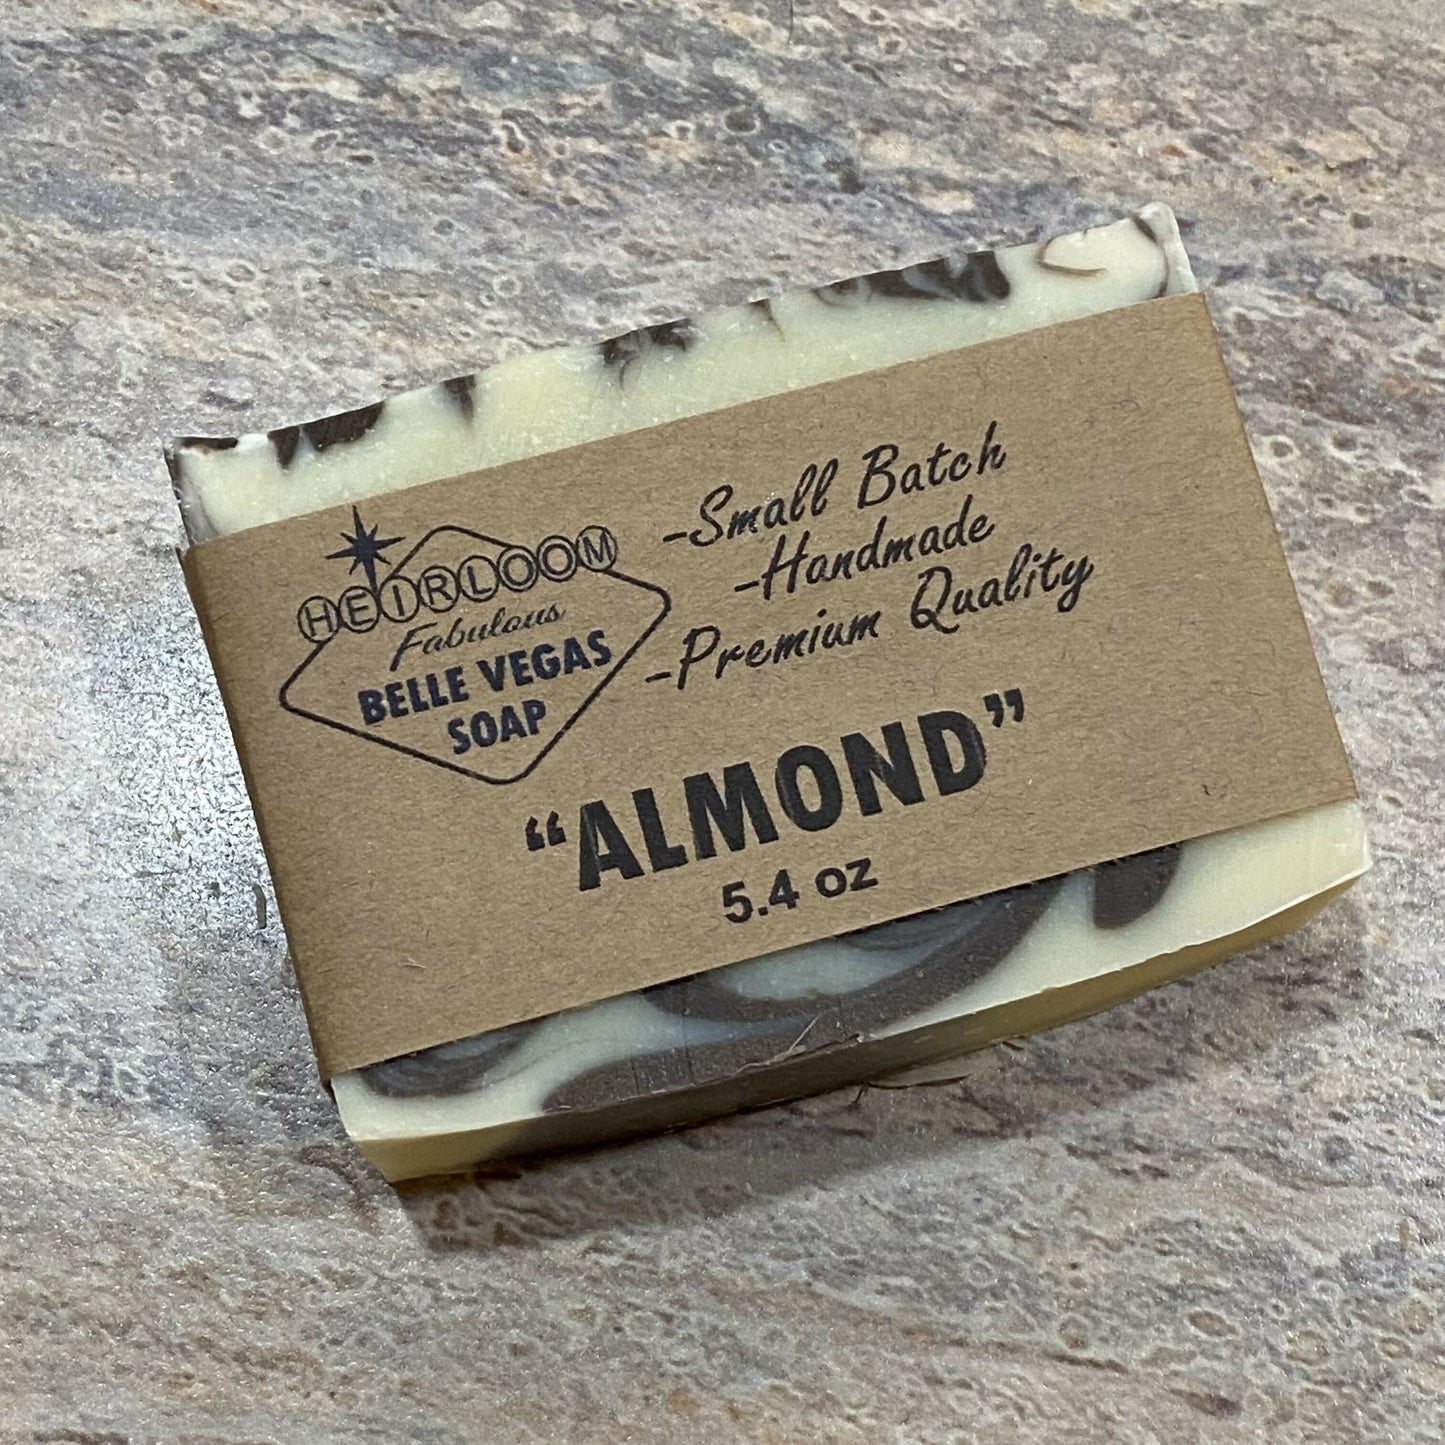 HEIRLOOM
Fabulous
BELLE VEGAS
SOAP
-Small Batch
-Handmade
-Premium Quality
“ALMOND”
5.4 oz